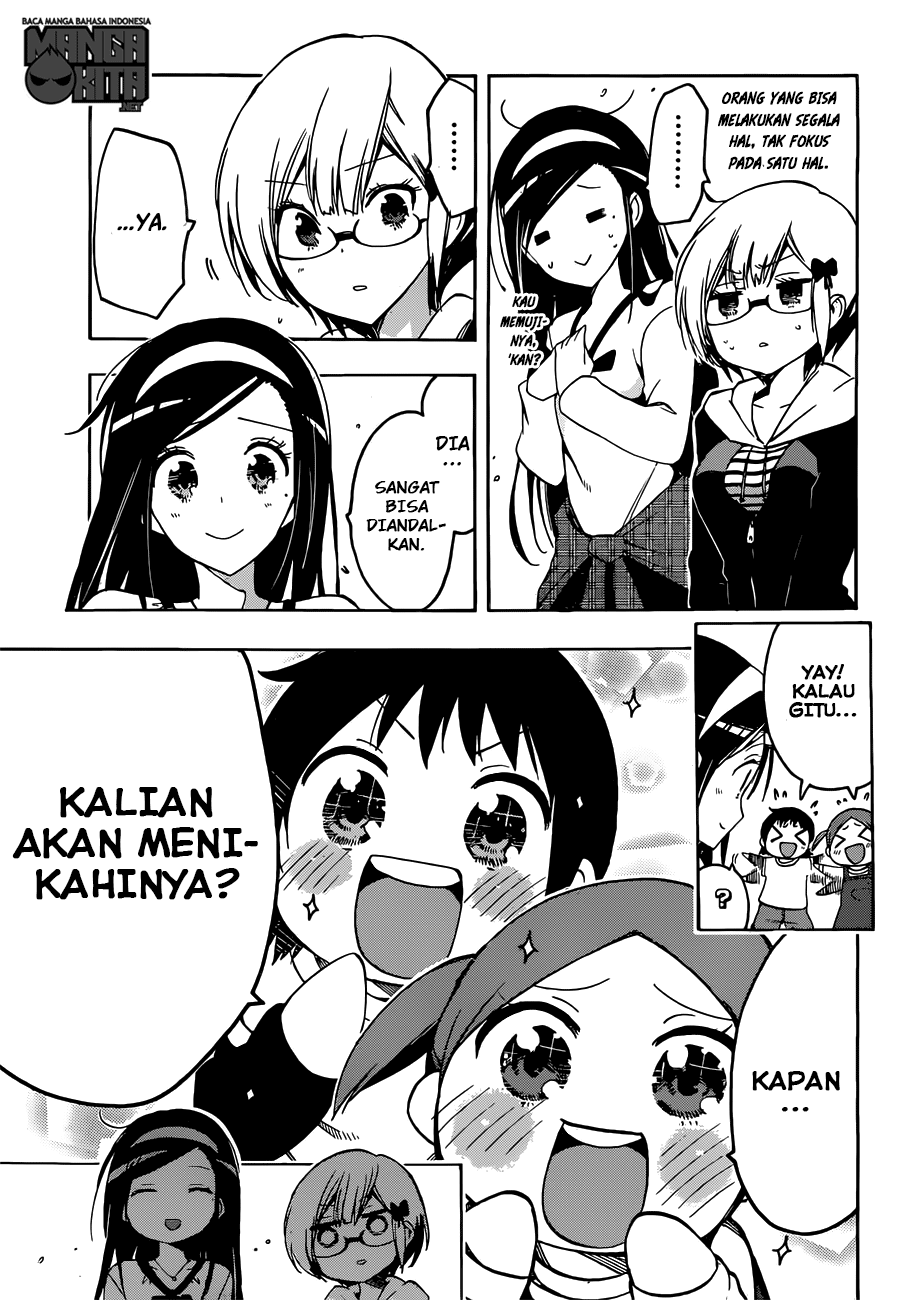 BACA MANGA BAHASA INDONESIA
MANGA
KITA
.NET
ORANG YANG BISA
MELAKUKAN SEGALA
HAL, TAK FOKUS
PADA SATU HAL.
........
KAU
MEMUJI-
NYA,
'KAN?
........
...YA.
DIA
...
SANGAT
BISA
DIANDAL-
KAN.
YAY!
KALAU
GITU...
?
KAPAN
...
KALIAN
AKAN MENI-
KAHINYA?